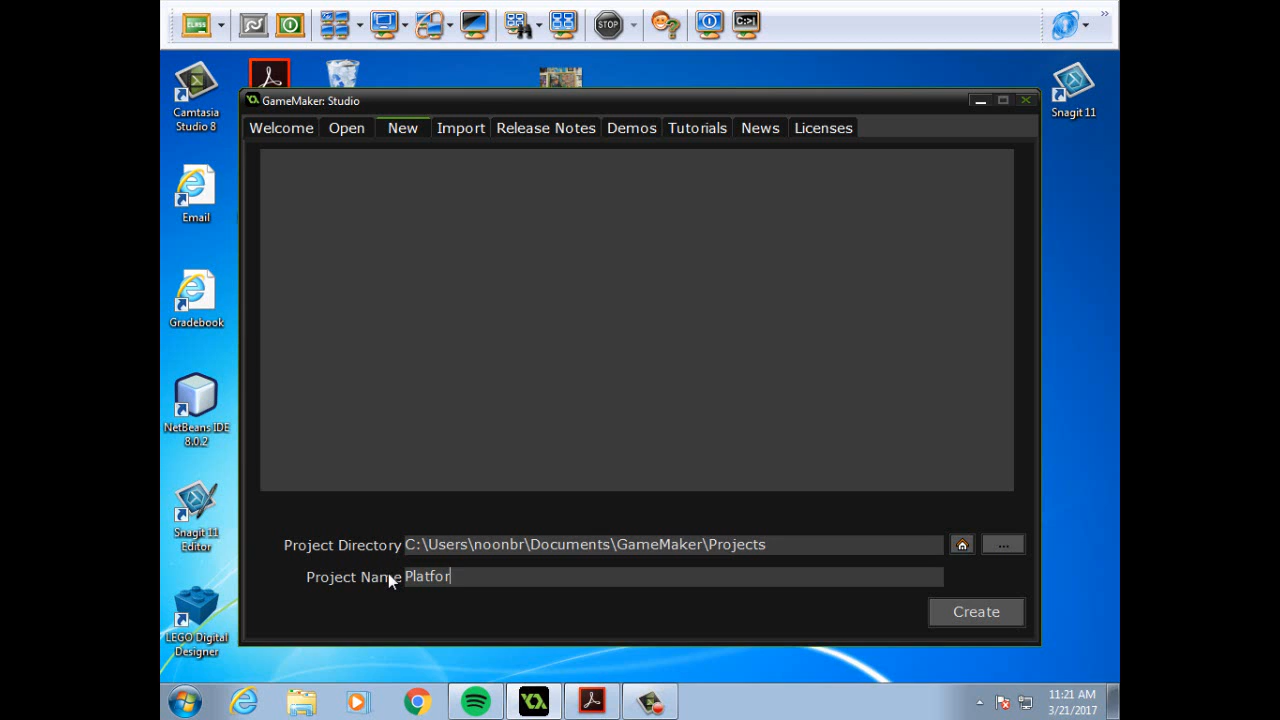 CLASS
STOP
C:\
Camtasia
Studio 8
Email
Gradebook
NetBeans IDE
8.0.2
Snagit 11
Editor
LEGO Digital
Designer
Snagit 11
GameMaker: Studio
Welcome Open New Import Release Notes Demos Tutorials News Licenses
Project Directory C:\Users\noonbr\Documents\GameMaker\Projects ...
Project Name Platfor
Create
11:21 AM
3/21/2017